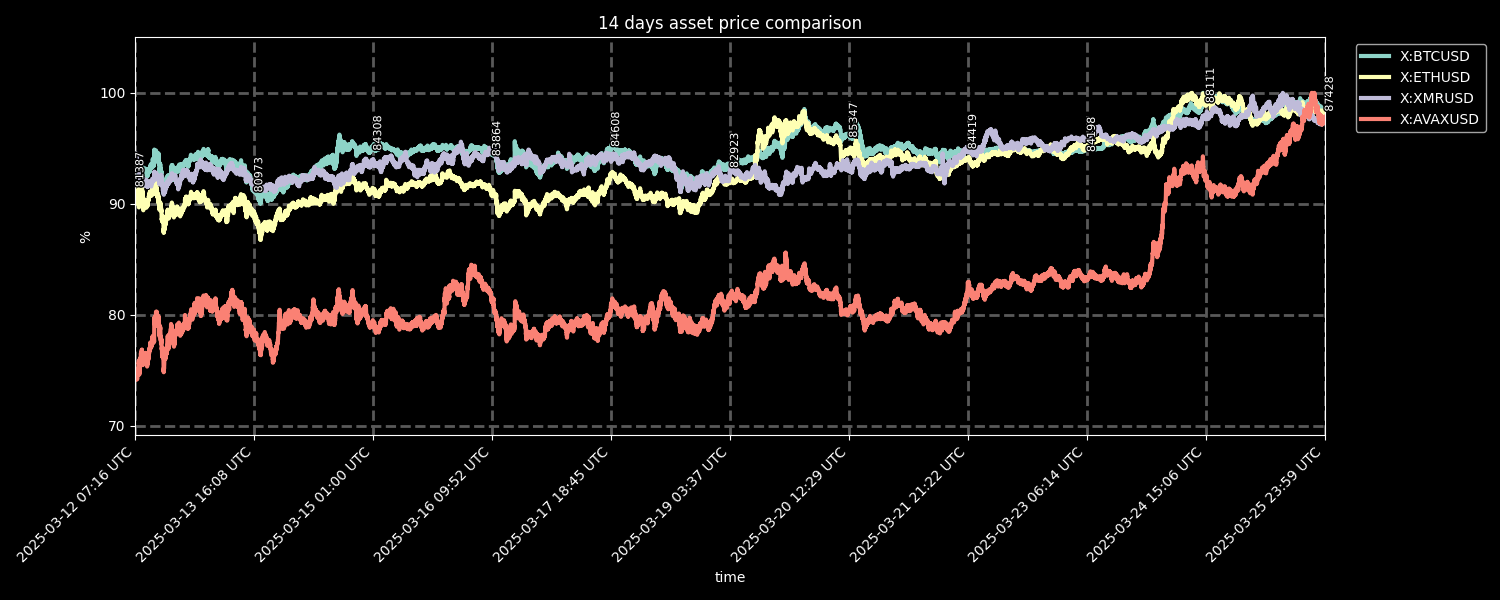 14 days asset price comparison
X:BTCUSD
X:ETHUSD
X:XMRUSD
X:AVAXUSD
100
90
80
70
%
80973
84308
83864
84608
82923
85347
84419
84198
88111
87428
2025-03-12 07:16 UTC
2025-03-13 16:08 UTC
2025-03-15 01:00 UTC
2025-03-16 09:52 UTC
2025-03-17 18:45 UTC
2025-03-19 03:37 UTC
2025-03-20 12:29 UTC
2025-03-21 21:22 UTC
2025-03-23 06:14 UTC
2025-03-24 15:06 UTC
2025-03-25 23:59 UTC
time